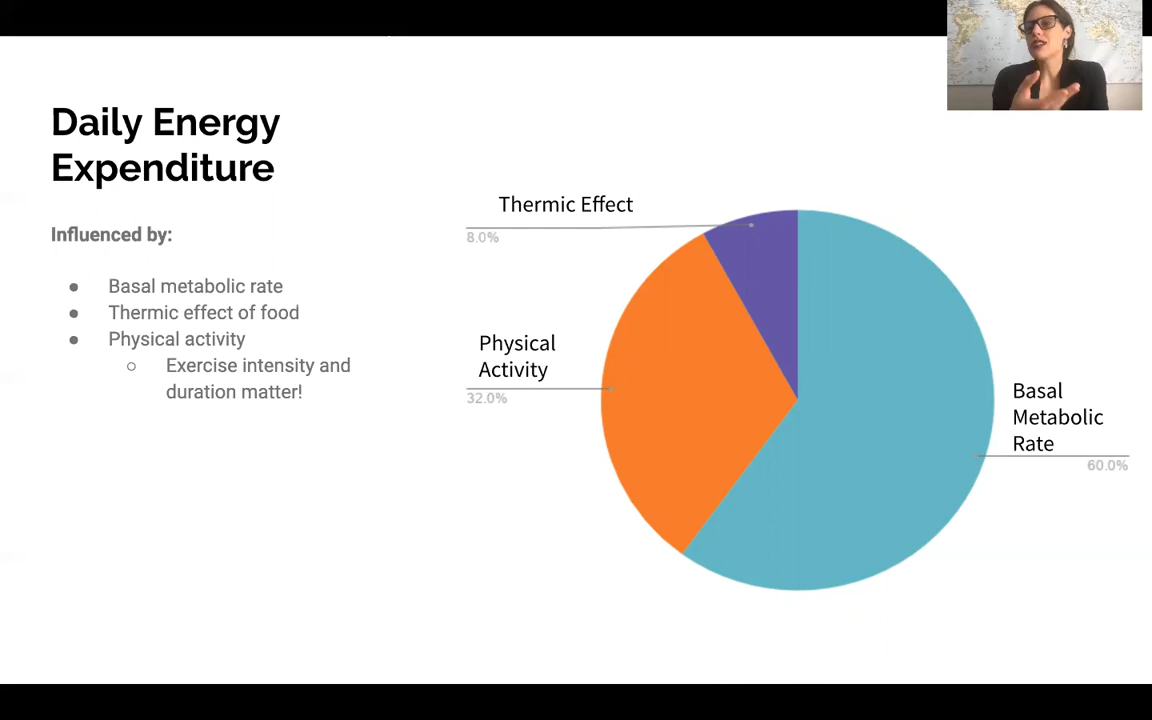 Daily Energy
Expenditure
Influenced by:
● Basal metabolic rate
● Thermic effect of food
● Physical activity
○ Exercise intensity and
duration matter!
Thermic Effect
8.0%
Physical
Activity
32.0%
Basal
Metabolic
Rate
60.0%